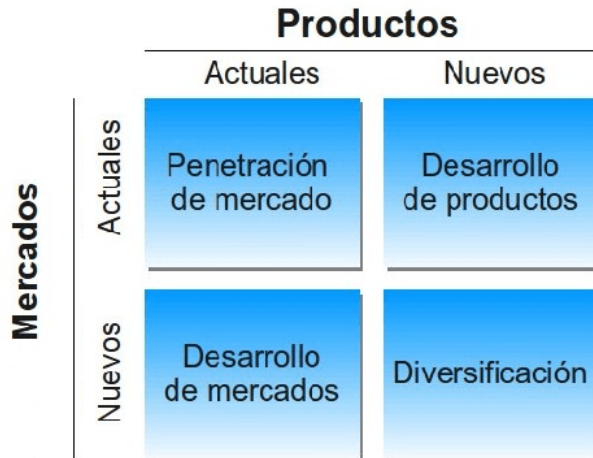 Productos
Actuales Nuevos
Mercados
Actuales
Penetración
de mercado
Desarrollo
de productos
Nuevos
Desarrollo
de mercados
Diversificación